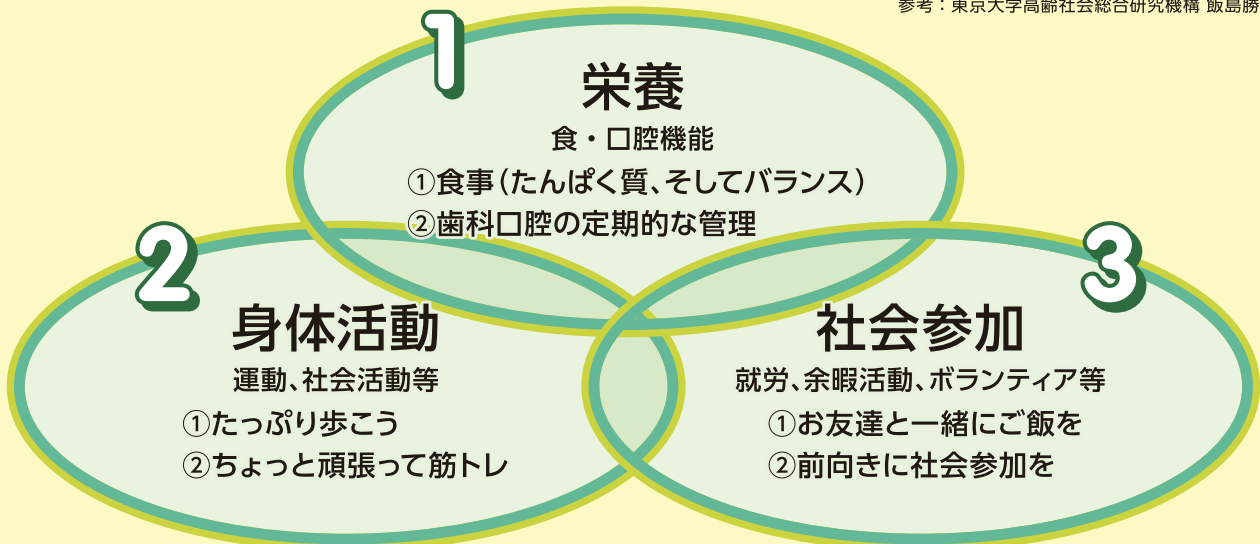 参考：東京大学高齢社会総合研究機構 飯島勝
1
栄養
食・口腔機能
①食事(たんぱく質、そしてバランス)
②歯科口腔の定期的な管理
2
身体活動
運動、社会活動等
①たっぷり歩こう
②ちょっと頑張って筋トレ
3
社会参加
就労、余暇活動、ボランティア等
①お友達と一緒にご飯を
②前向きに社会参加を